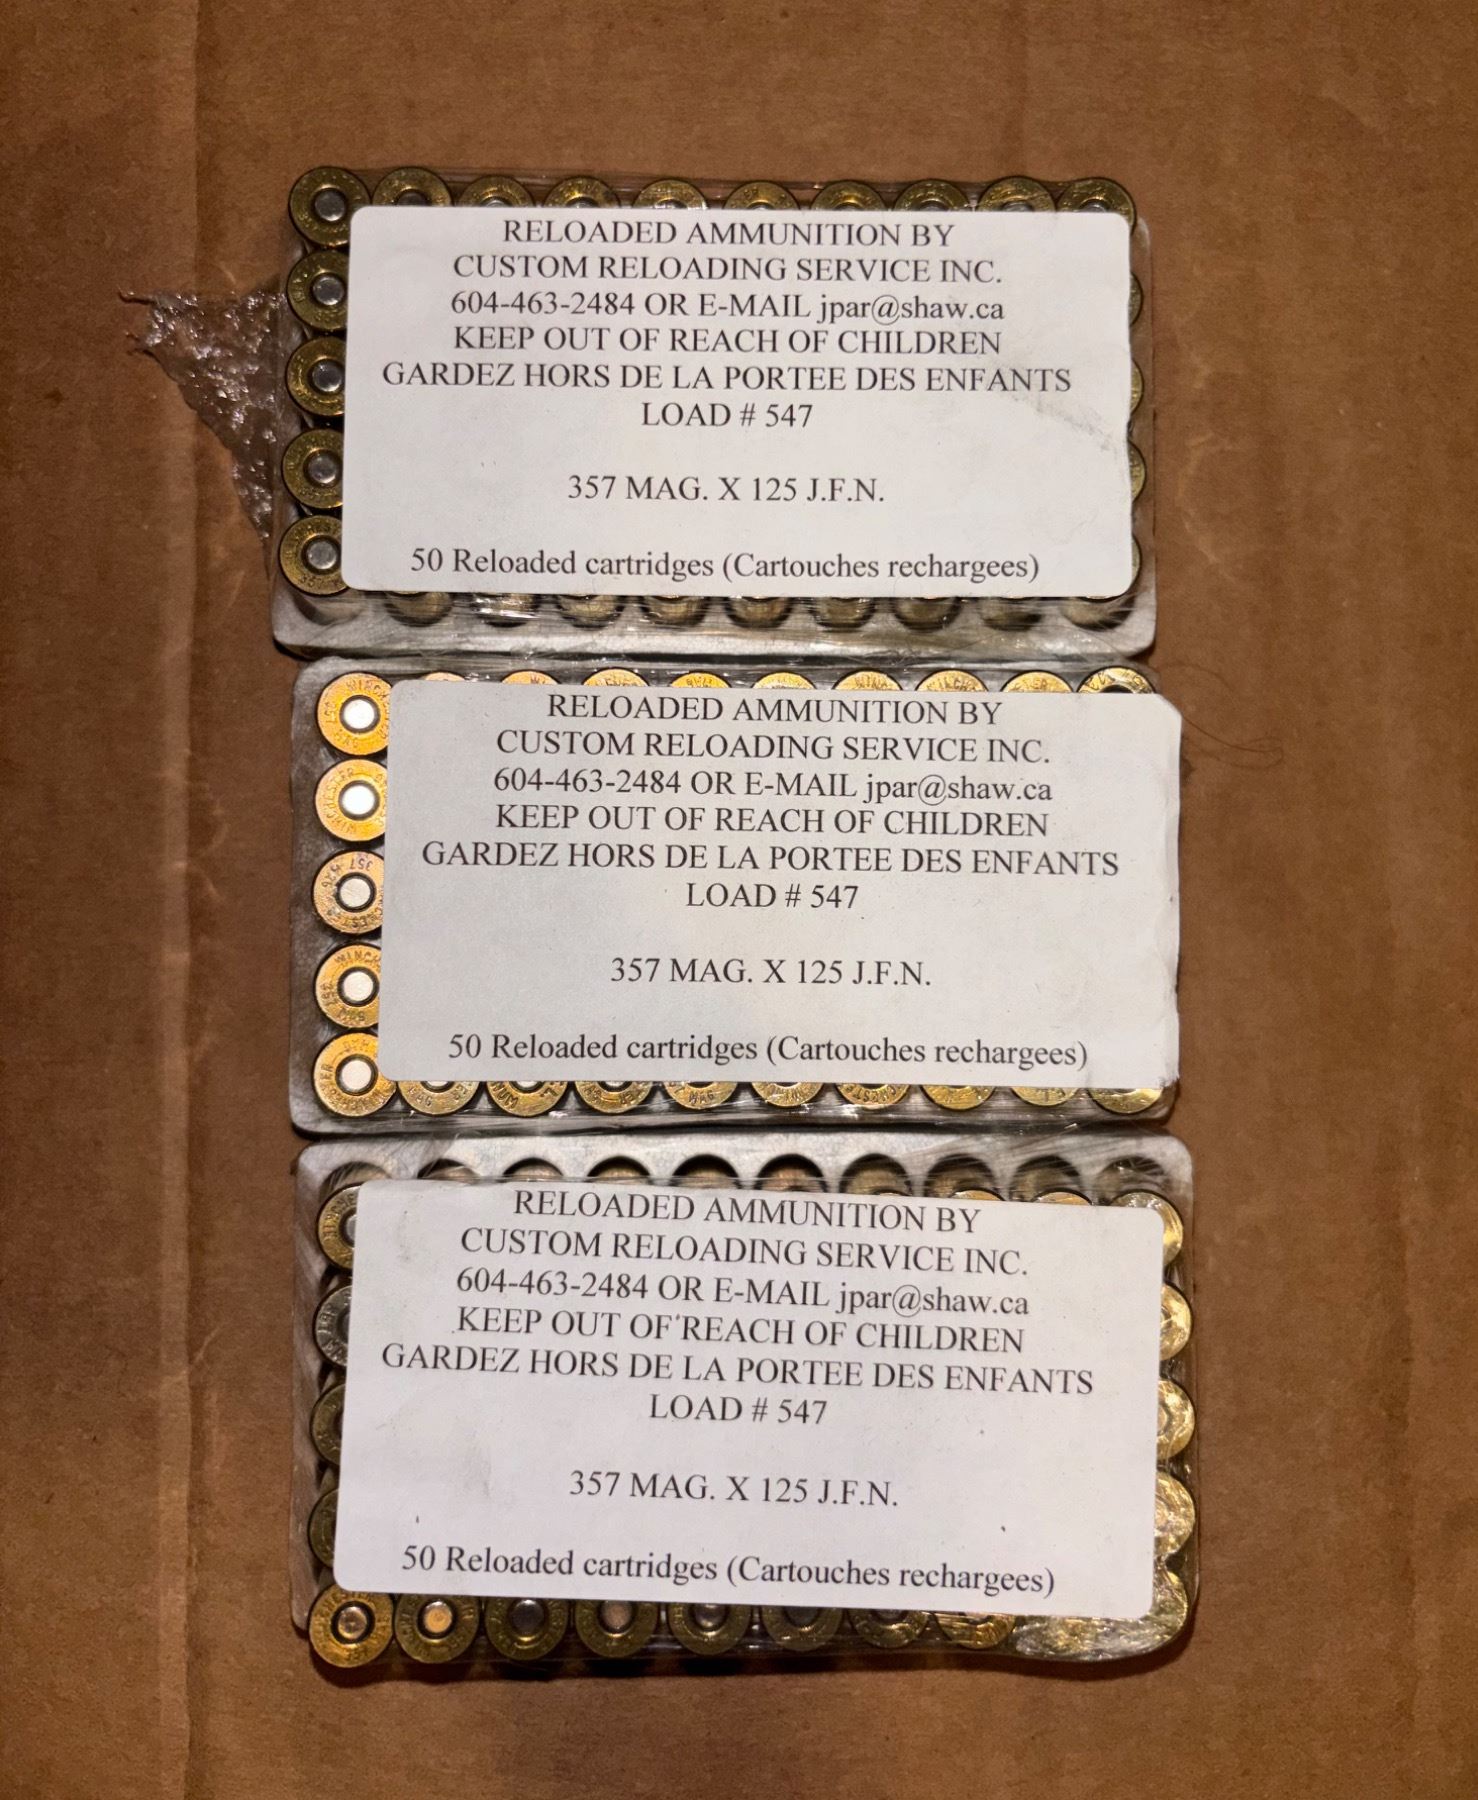 RELOADED AMMUNITION BY
CUSTOM RELOADING SERVICE INC.
604-463-2484 OR E-MAIL jpar@shaw.ca
KEEP OUT OF REACH OF CHILDREN
GARDEZ HORS DE LA PORTEE DES ENFANTS
LOAD # 547
357 MAG. X 125 J.F.N.
50 Reloaded cartridges (Cartouches rechargees)
RELOADED AMMUNITION BY
CUSTOM RELOADING SERVICE INC.
604-463-2484 OR E-MAIL jpar@shaw.ca
KEEP OUT OF REACH OF CHILDREN
GARDEZ HORS DE LA PORTEE DES ENFANTS
LOAD # 547
357 MAG. X 125 J.F.N.
50 Reloaded cartridges (Cartouches rechargees)
RELOADED AMMUNITION BY
CUSTOM RELOADING SERVICE INC.
604-463-2484 OR E-MAIL jpar@shaw.ca
KEEP OUT OF REACH OF CHILDREN
GARDEZ HORS DE LA PORTEE DES ENFANTS
LOAD # 547
357 MAG. X 125 J.F.N.
50 Reloaded cartridges (Cartouches rechargees)